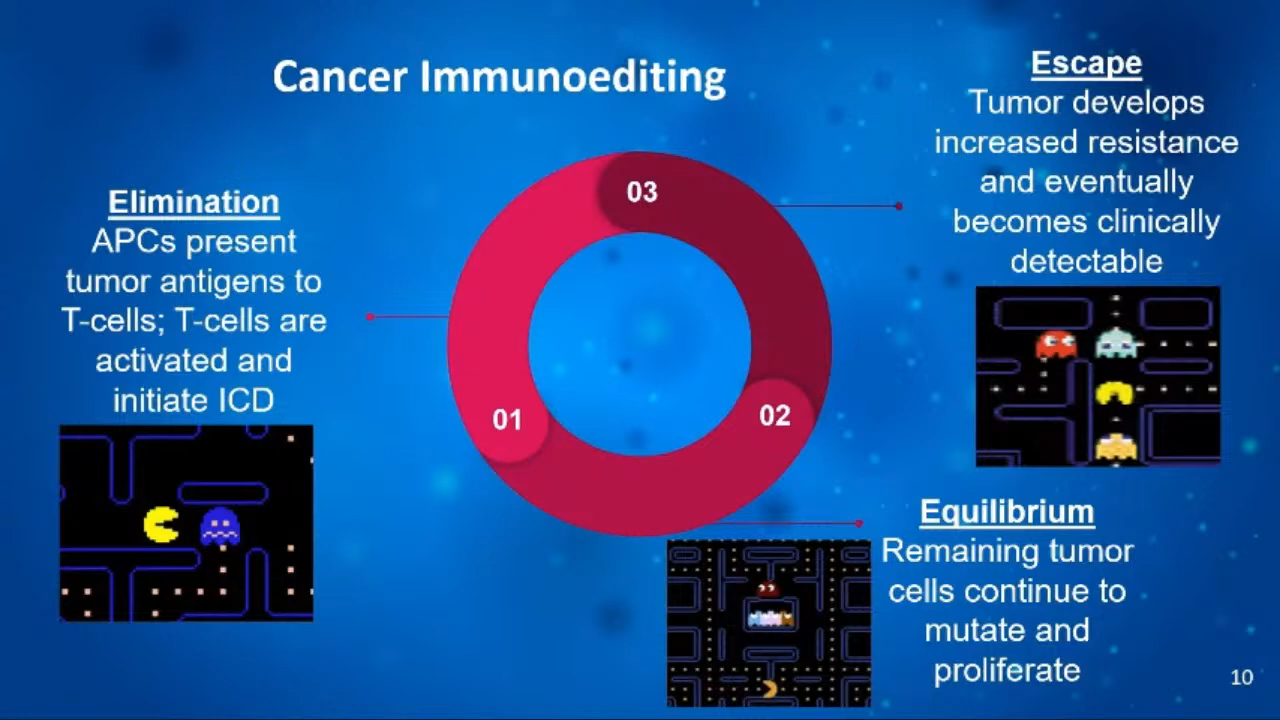 Cancer Immunoediting
Elimination
APCs present
tumor antigens to
T-cells; T-cells are
activated and
initiate ICD
01
02
Equilibrium
Remaining tumor
cells continue to
mutate and
proliferate
03
Escape
Tumor develops
increased resistance
and eventually
becomes clinically
detectable
10